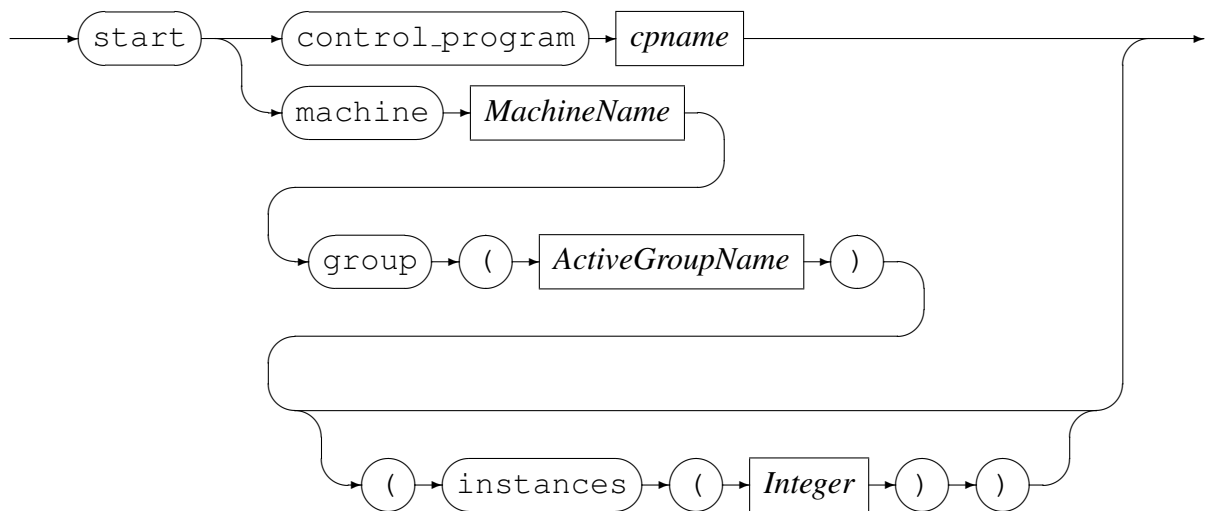 start control_program cpname
machine MachineName
group ( ActiveGroupName )
( instances ( Integer ) )